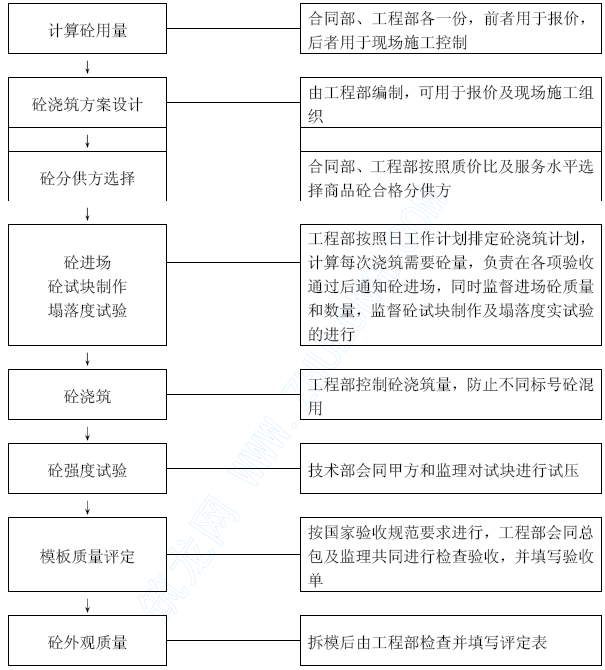 计算砼用量
合同部、工程部各一份，前者用于报价，
后者用于现场施工控制
↓
砼浇筑方案设计
由工程部编制，可用于报价及现场施工组
织
↓
砼分供方选择
合同部、工程部按照质价比及服务水平选
择商品砼合格分供方
↓
砼进场
砼试块制作
塌落度试验
工程部按照日工作计划排定砼浇筑计划，
计算每次浇筑需要砼量，负责在各项验收
通过后通知砼进场，同时监督进场砼质量
和数量，监督砼试块制作及塌落度实试验
的进行
↓
砼浇筑
工程部控制砼浇筑量，防止不同标号砼混
用
↓
砼强度试验
技术部会同甲方和监理对试块进行试压
↓
模板质量评定
按国家验收规范要求进行，工程部会同总
包及监理共同进行检查验收，并填写验收
单
↓
砼外观质量
拆模后由工程部检查并填写评定表